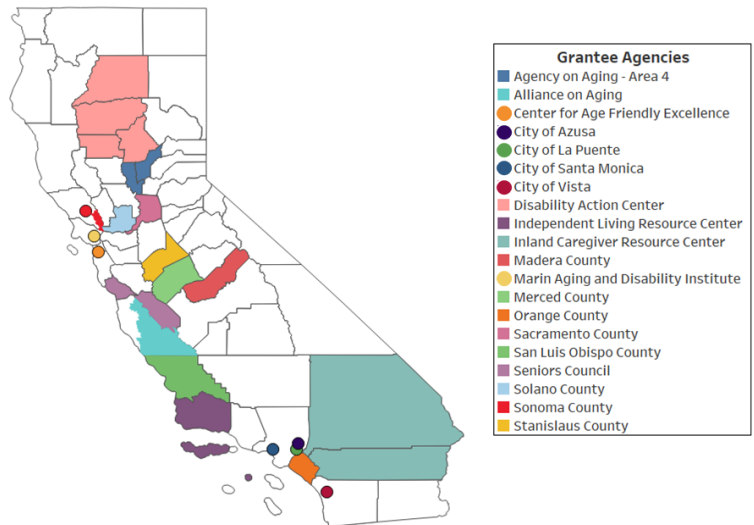 Grantee Agencies
Agency on Aging - Area 4
Alliance on Aging
Center for Age Friendly Excellence
City of Azusa
City of La Puente
City of Santa Monica
City of Vista
Disability Action Center
Independent Living Resource Center
Inland Caregiver Resource Center
Madera County
Marin Aging and Disability Institute
Merced County
Orange County
Sacramento County
San Luis Obispo County
Seniors Council
Solano County
Sonoma County
Stanislaus County